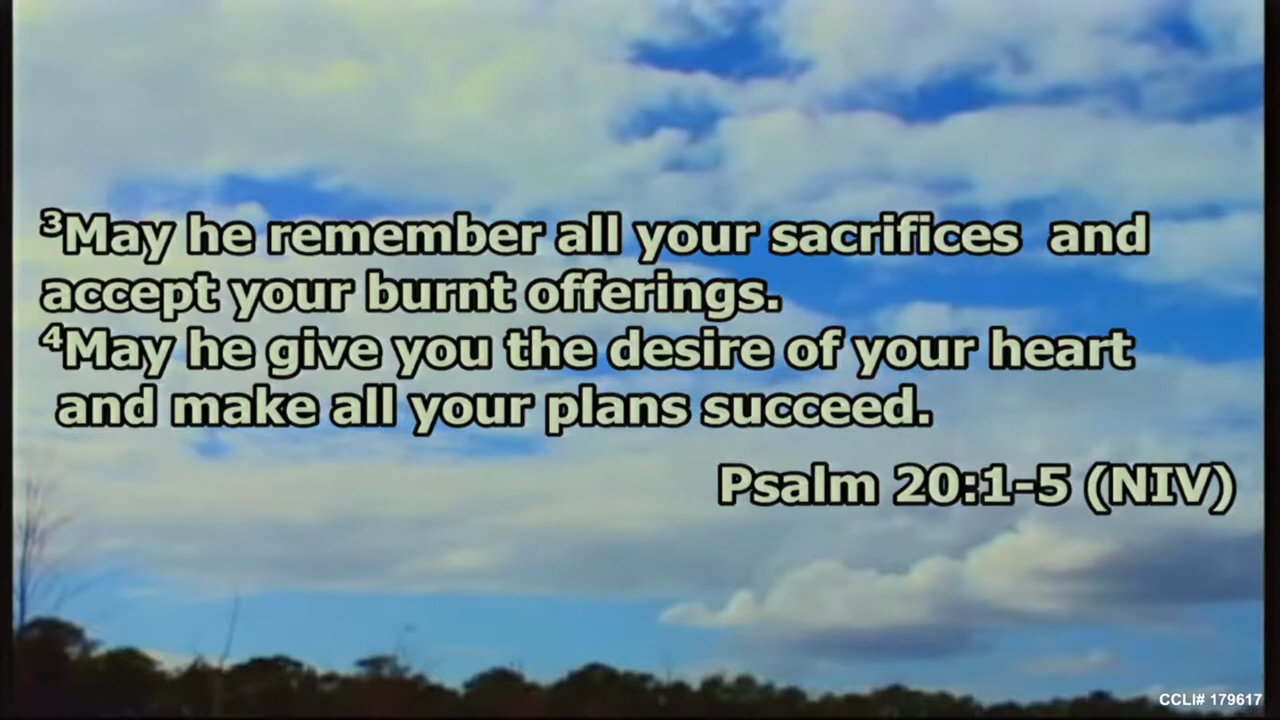 ³May he remember all your sacrifices and
accept your burnt offerings.
⁴May he give you the desire of your heart
and make all your plans succeed.
Psalm 20:1-5 (NIV)
CCLI# 179617